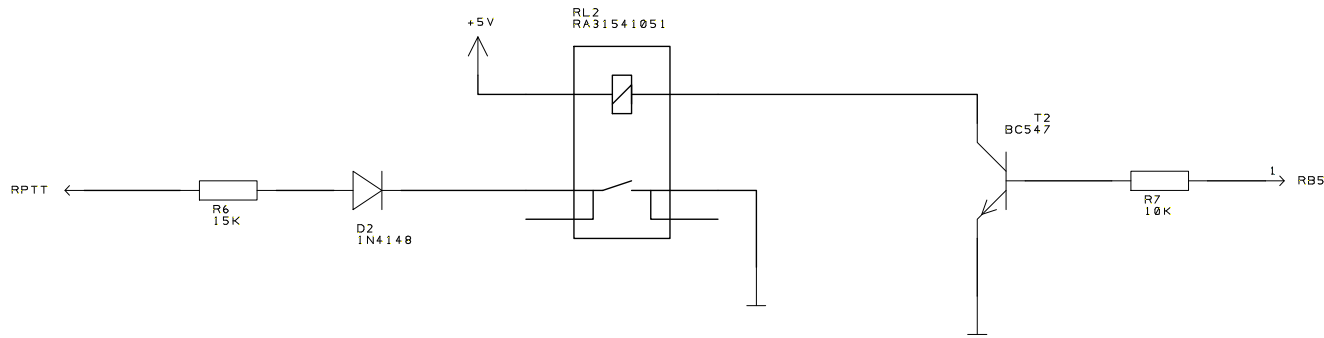 +5V
RL2
RA31541051
T2
BC547
RPTT
R6
15K
D2
1N4148
1
RB5
R7
10K